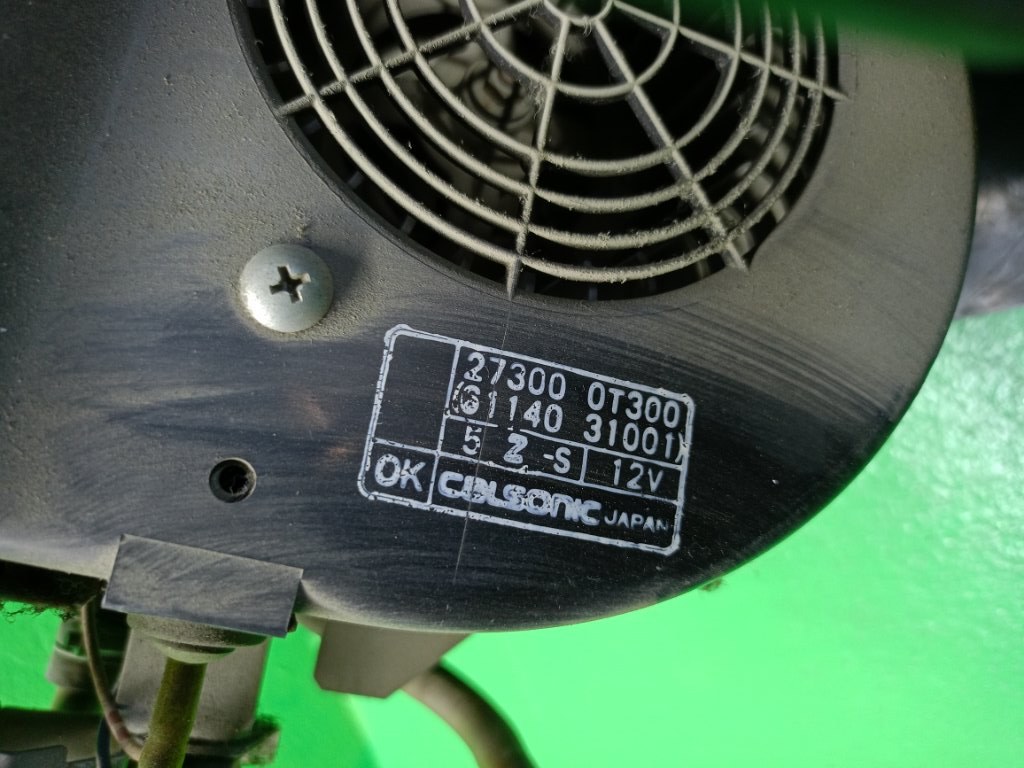 27300 0T300
(61140 31001)
5 Z -S 12V
OK CALSONIC JAPAN